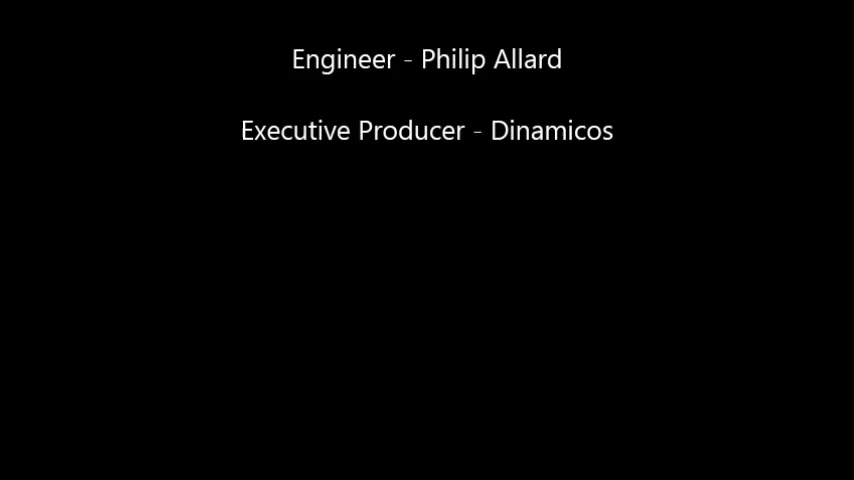 Engineer - Philip Allard
Executive Producer - Dinamicos